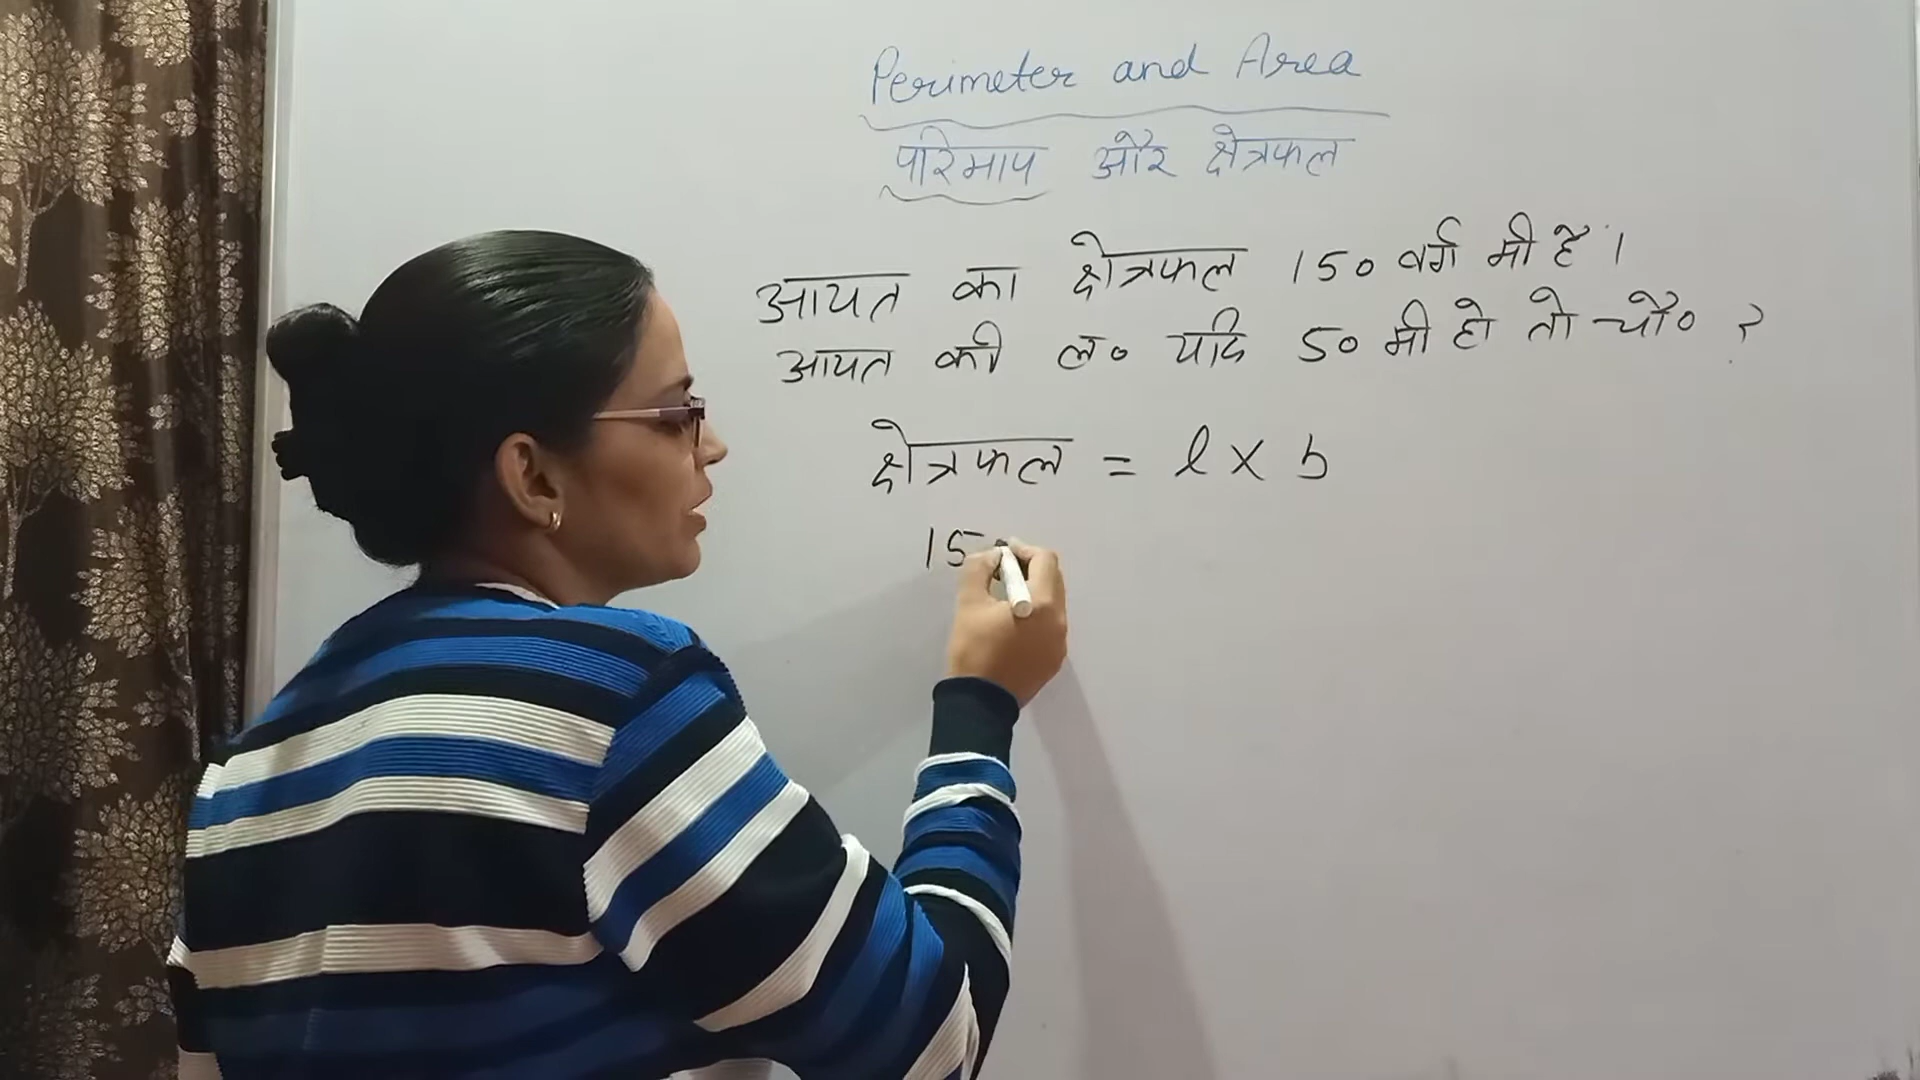 Perimeter and Area
परिमाप और क्षेत्रफल
आयत का क्षेत्रफल 150 वर्ग मी है ।
आयत की ल० यदि 50 मी हो तो चौ० ?
क्षेत्रफल = l x b
15